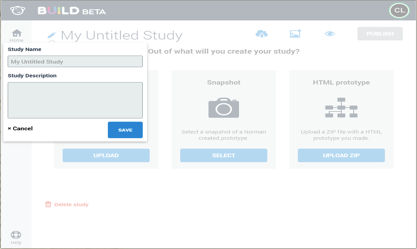 BUILD BETA
CL
Home
My Untitled Study
PUBLISH
Out of what will you create your study?
Study Name
My Untitled Study
Study Description
× Cancel
SAVE
UPLOAD
Snapshot
Select a snapshot of a
created prototype
SELECT
HTML prototype
Upload a ZIP file with a HTML
prototype you made
UPLOAD ZIP
Delete study
Help